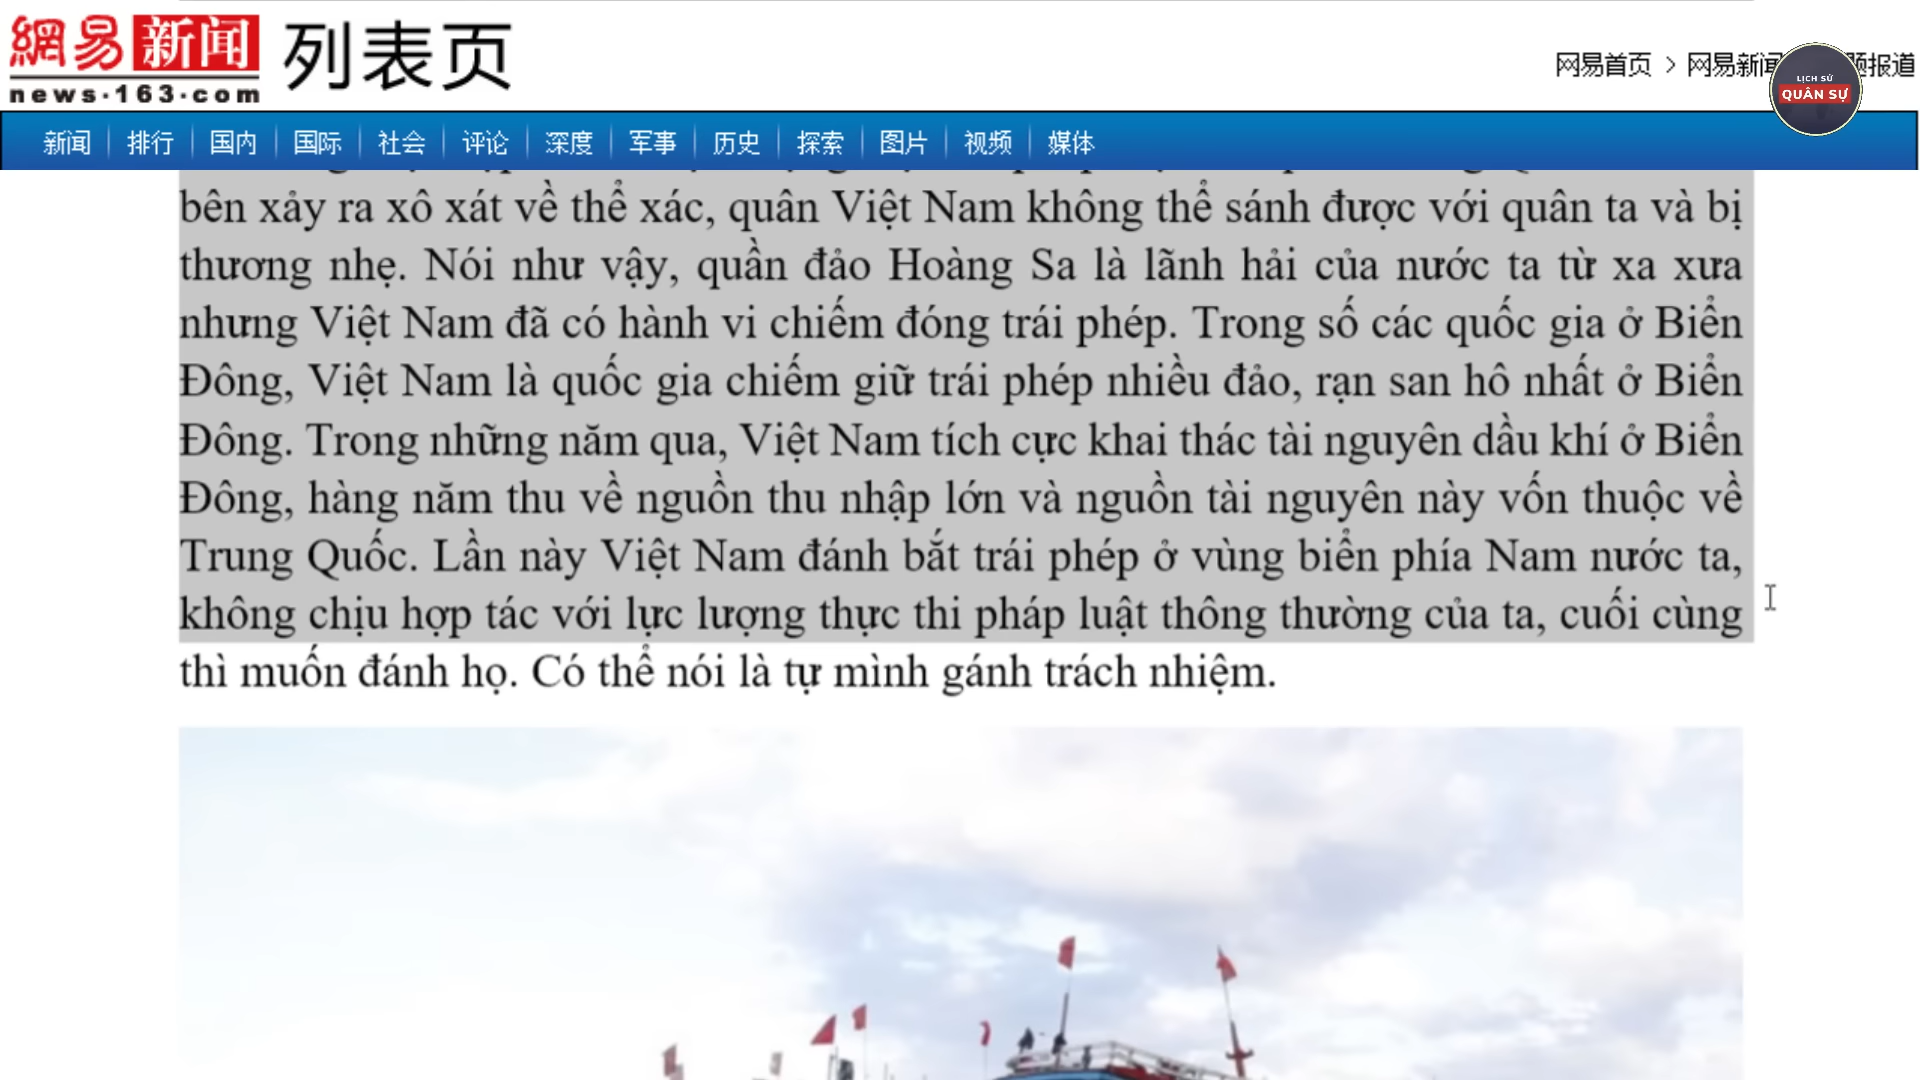 網易 新闻 列表页
news·163·com
网易首页 > 网易新闻 题报道
LỊCH SỬ
QUÂN SỰ
新闻 排行 国内 国际 社会 评论 深度 军事 历史 探索 图片 视频 媒体
bên xảy ra xô xát về thể xác, quân Việt Nam không thể sánh được với quân ta và bị
thương nhẹ. Nói như vậy, quần đảo Hoàng Sa là lãnh hải của nước ta từ xa xưa
nhưng Việt Nam đã có hành vi chiếm đóng trái phép. Trong số các quốc gia ở Biển
Đông, Việt Nam là quốc gia chiếm giữ trái phép nhiều đảo, rạn san hô nhất ở Biển
Đông. Trong những năm qua, Việt Nam tích cực khai thác tài nguyên dầu khí ở Biển
Đông, hàng năm thu về nguồn thu nhập lớn và nguồn tài nguyên này vốn thuộc về
Trung Quốc. Lần này Việt Nam đánh bắt trái phép ở vùng biển phía Nam nước ta,
không chịu hợp tác với lực lượng thực thi pháp luật thông thường của ta, cuối cùng
thì muốn đánh họ. Có thể nói là tự mình gánh trách nhiệm.